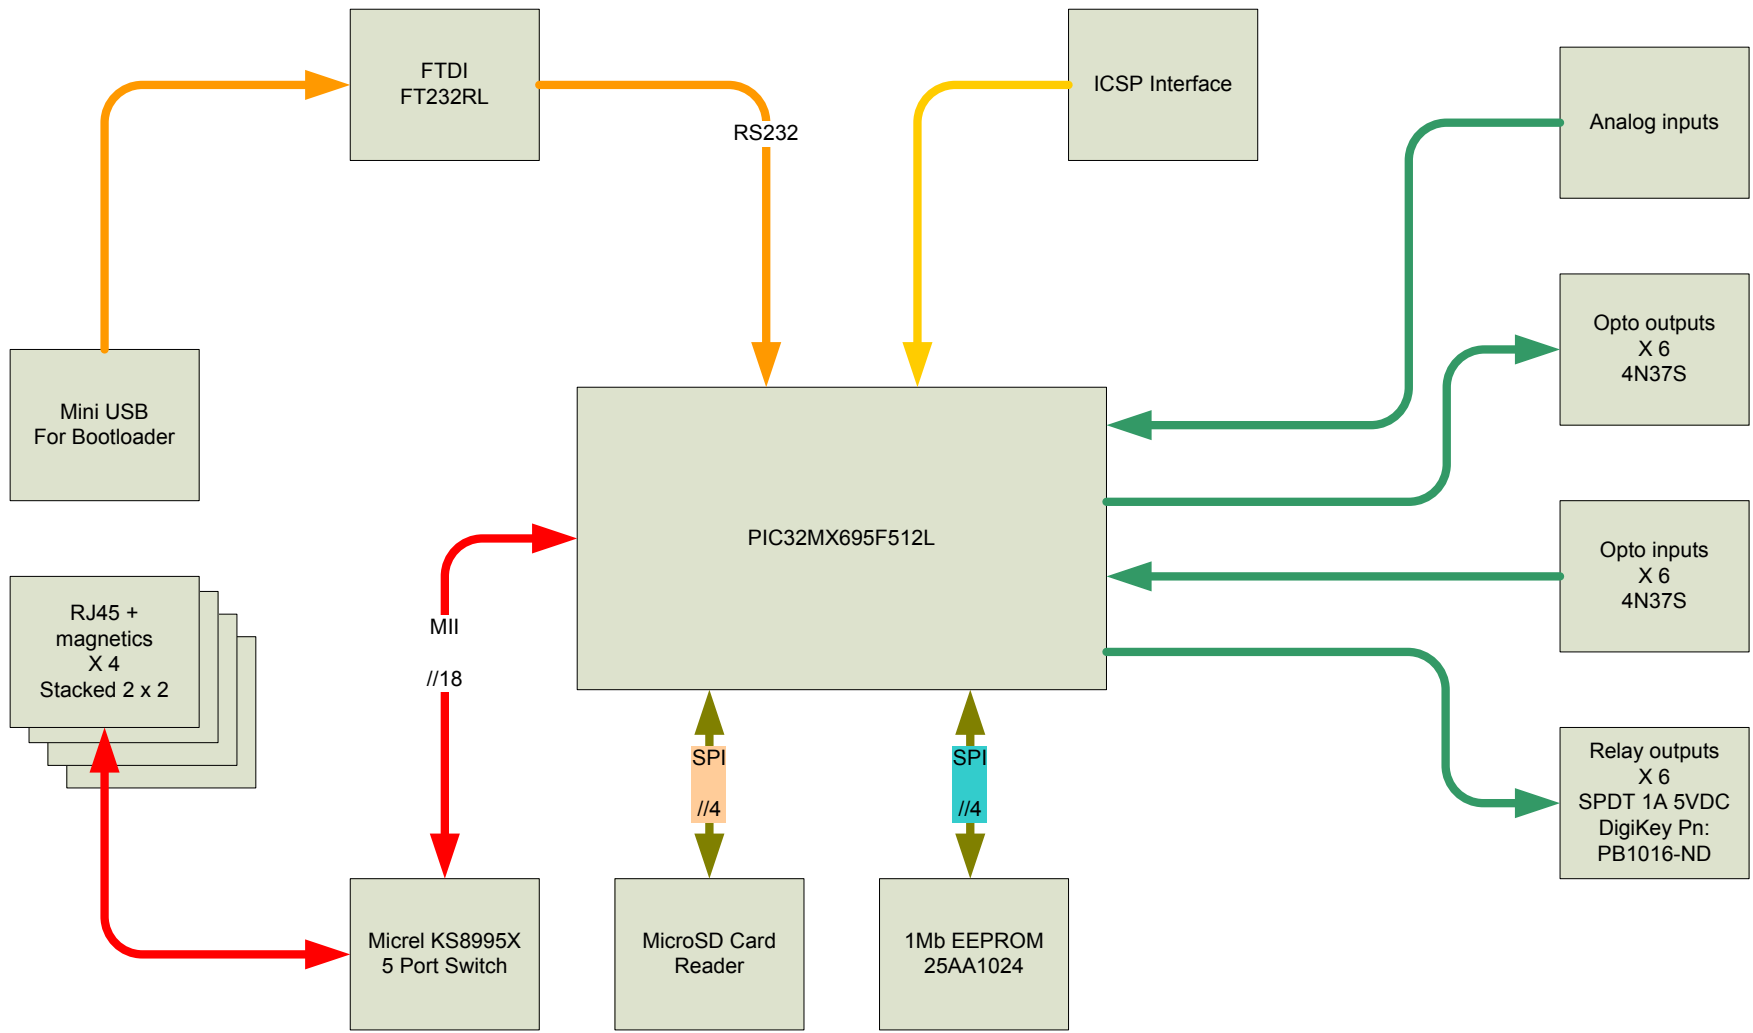 FTDI
FT232RL
ICSP Interface
Analog inputs
RS232
Opto outputs
X 6
4N37S
Mini USB
For Bootloader
PIC32MX695F512L
Opto inputs
X 6
4N37S
RJ45 +
magnetics
X 4
Stacked 2 x 2
MII
//18
SPI
//4
SPI
//4
Relay outputs
X 6
SPDT 1A 5VDC
DigiKey Pn:
PB1016-ND
Micrel KS8995X
5 Port Switch
MicroSD Card
Reader
1Mb EEPROM
25AA1024